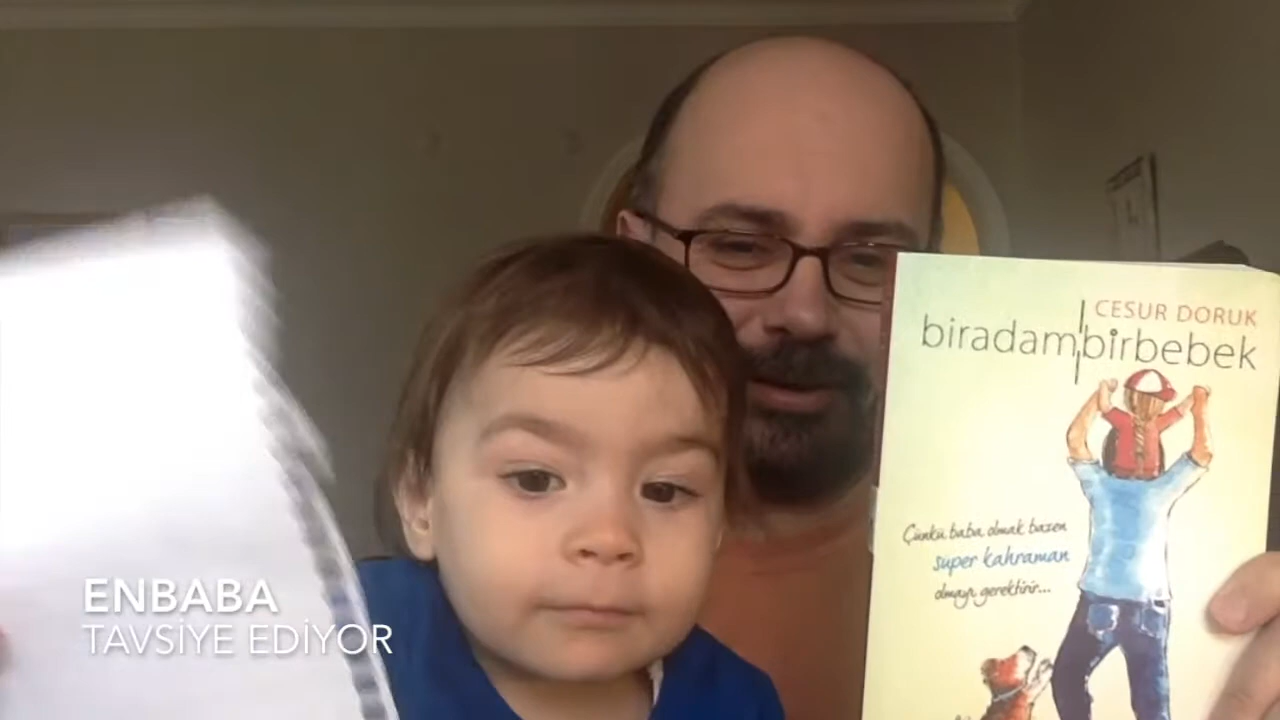 CESUR DORUK
biradam birbebek
Çünkü baba olmak bazen
süper kahraman
olmayı gerektirir...
ENBABA
TAVSİYE EDİYOR